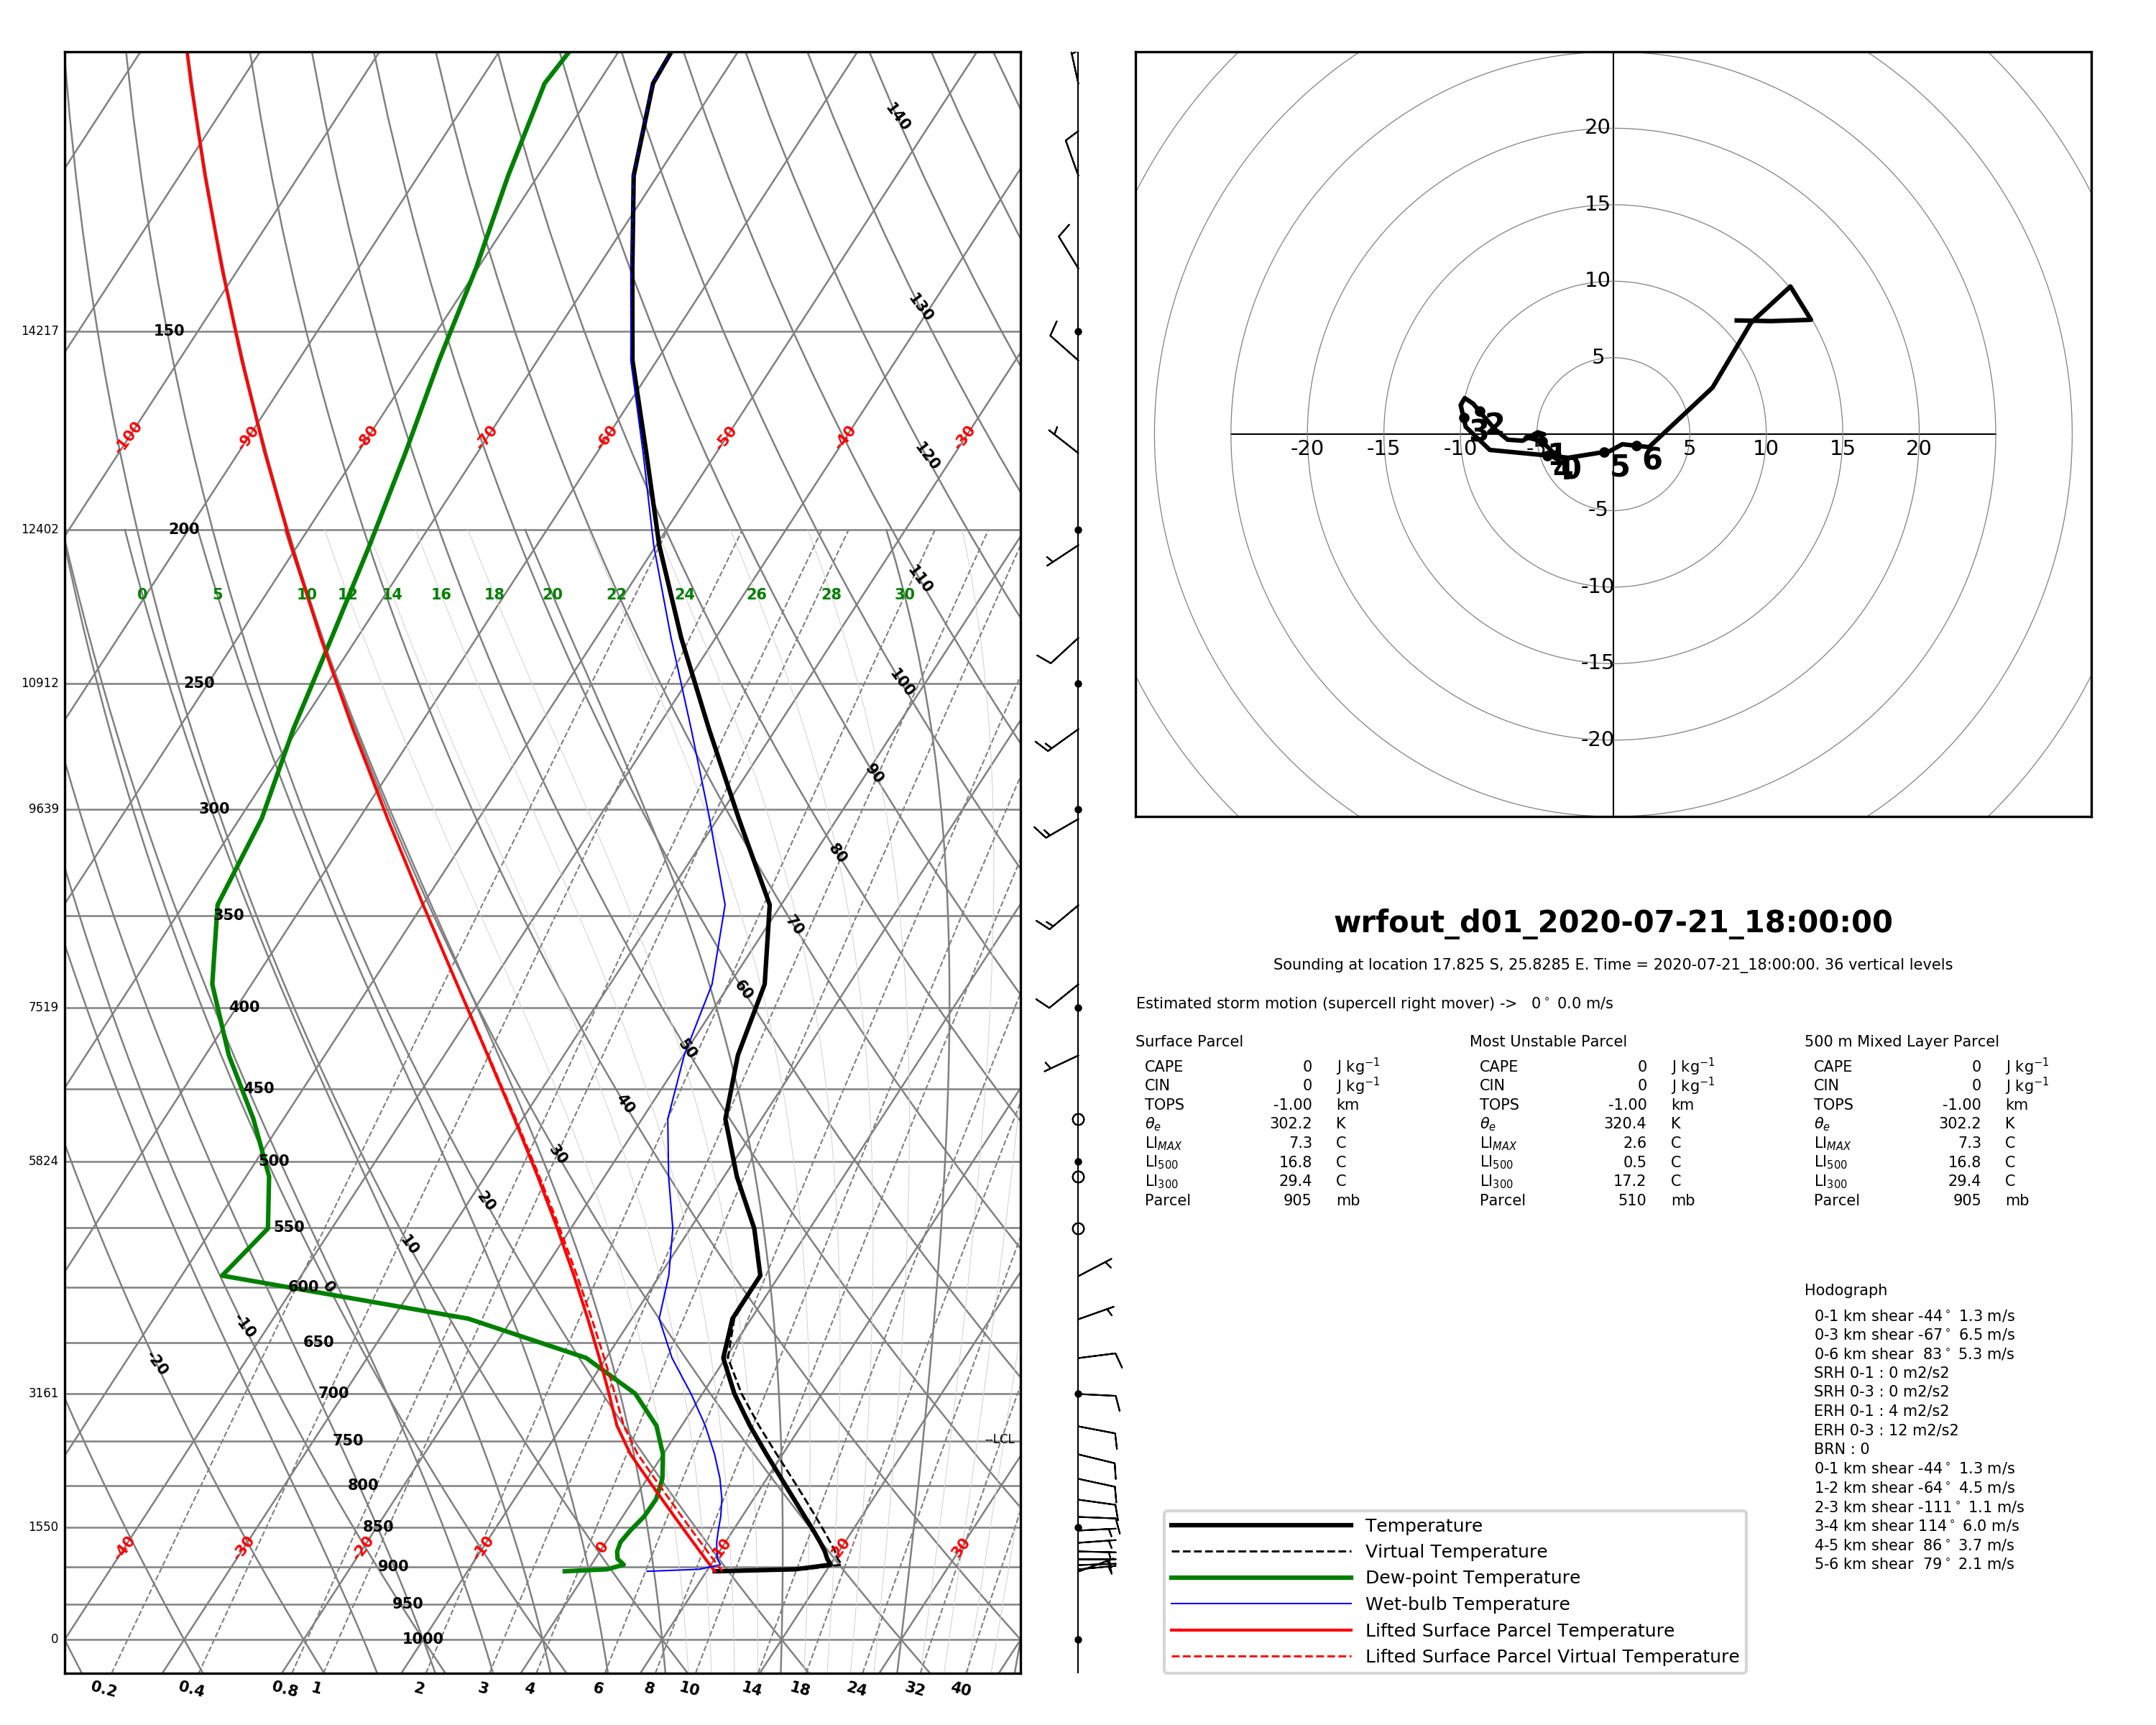 140
130
120
110
100
90
80
70
60
50
40
30
20
10
0
-10
-20
14217 150
-100 -90 -80 -70 -60 -50 -40 -30
12402 200
0 5 10 12 14 16 18 20 22 24 26 28 30
10912 250
9639 300
350
7519 400
450
5824 500
550
600
650
3161 700
750 --LCL
800
1550 850
-40 -30 -20 -10 0 10 20 30
900
950
0 1000
0.2 0.4 0.8 1 2 3 4 6 8 10 14 18 24 32 40
20
15
10
5
-20 -15 -10 -5 5 10 15 20
-5
-10
-15
-20
0 1 2 3 4 5 6
wrfout_d01_2020-07-21_18:00:00
Sounding at location 17.825 S, 25.8285 E. Time = 2020-07-21_18:00:00. 36 vertical levels
Estimated storm motion (supercell right mover) -> 0° 0.0 m/s
Surface Parcel
CAPE 0 J kg⁻¹
CIN 0 J kg⁻¹
TOPS -1.00 km
θₑ 302.2 K
LI_MAX 7.3 C
LI₅₀₀ 16.8 C
LI₃₀₀ 29.4 C
Parcel 905 mb
Most Unstable Parcel
CAPE 0 J kg⁻¹
CIN 0 J kg⁻¹
TOPS -1.00 km
θₑ 320.4 K
LI_MAX 2.6 C
LI₅₀₀ 0.5 C
LI₃₀₀ 17.2 C
Parcel 510 mb
500 m Mixed Layer Parcel
CAPE 0 J kg⁻¹
CIN 0 J kg⁻¹
TOPS -1.00 km
θₑ 302.2 K
LI_MAX 7.3 C
LI₅₀₀ 16.8 C
LI₃₀₀ 29.4 C
Parcel 905 mb
Hodograph
0-1 km shear -44° 1.3 m/s
0-3 km shear -67° 6.5 m/s
0-6 km shear 83° 5.3 m/s
SRH 0-1 : 0 m2/s2
SRH 0-3 : 0 m2/s2
ERH 0-1 : 4 m2/s2
ERH 0-3 : 12 m2/s2
BRN : 0
0-1 km shear -44° 1.3 m/s
1-2 km shear -64° 4.5 m/s
2-3 km shear -111° 1.1 m/s
3-4 km shear 114° 6.0 m/s
4-5 km shear 86° 3.7 m/s
5-6 km shear 79° 2.1 m/s
Temperature
Virtual Temperature
Dew-point Temperature
Wet-bulb Temperature
Lifted Surface Parcel Temperature
Lifted Surface Parcel Virtual Temperature